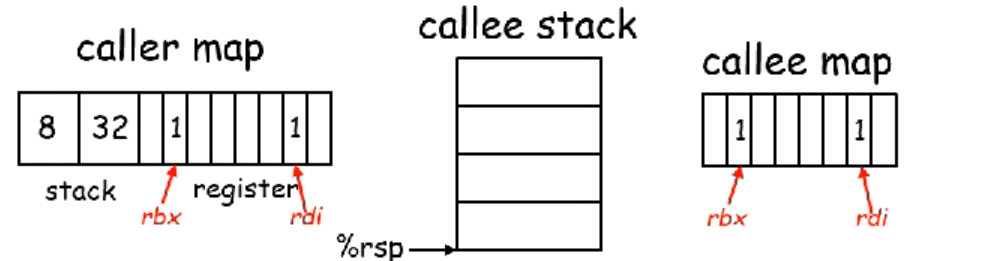 callee stack
caller map
callee map
8 32 1 1
1 1
stack register
rbx rdi
rbx rdi
%rsp